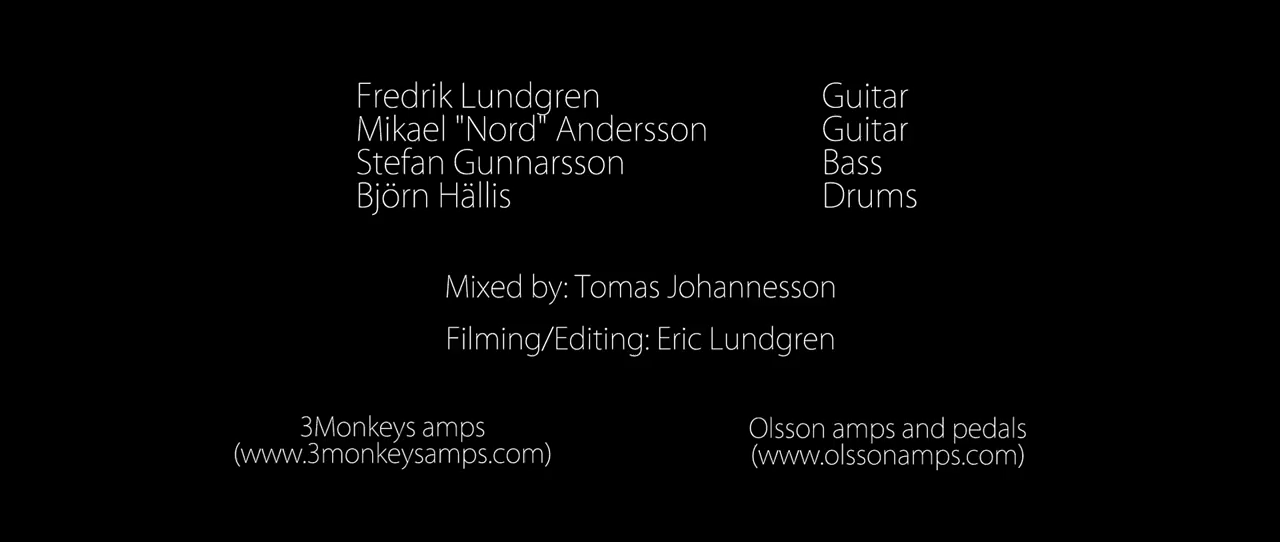 Fredrik Lundgren Guitar
Mikael "Nord" Andersson Guitar
Stefan Gunnarsson Bass
Björn Hällis Drums
Mixed by: Tomas Johannesson
Filming/Editing: Eric Lundgren
3Monkeys amps Olsson amps and pedals
(www.3monkeysamps.com) (www.olssonamps.com)